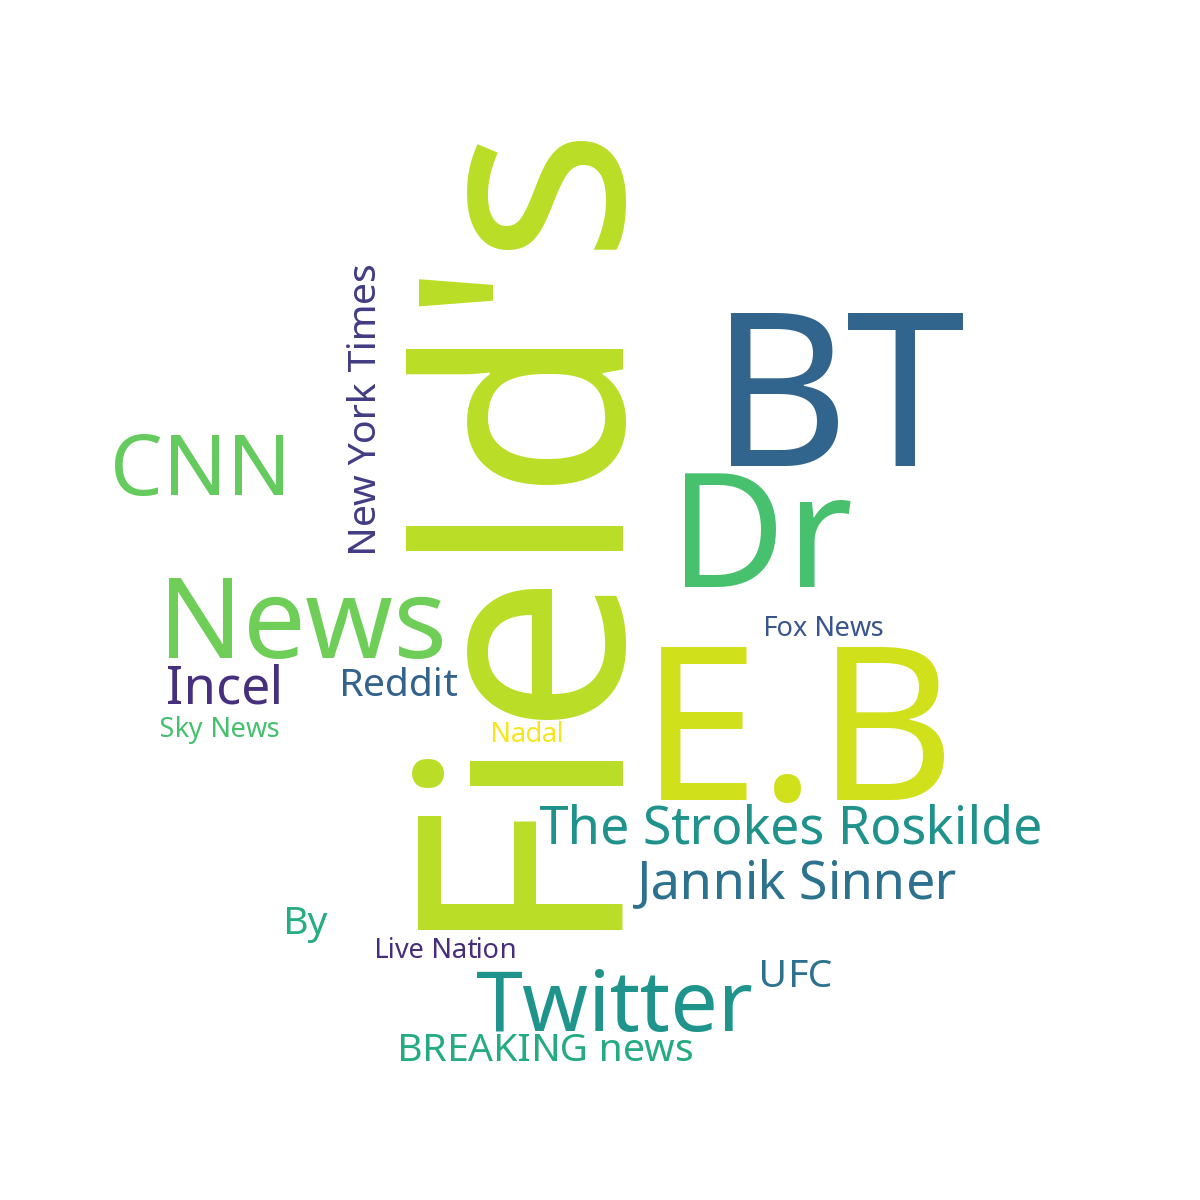 Field's
New York Times
BT
CNN
Dr
News
Fox News
E.B
Incel
Reddit
Sky News
Nadal
The Strokes Roskilde
Jannik Sinner
By
Live Nation
Twitter
UFC
BREAKING news